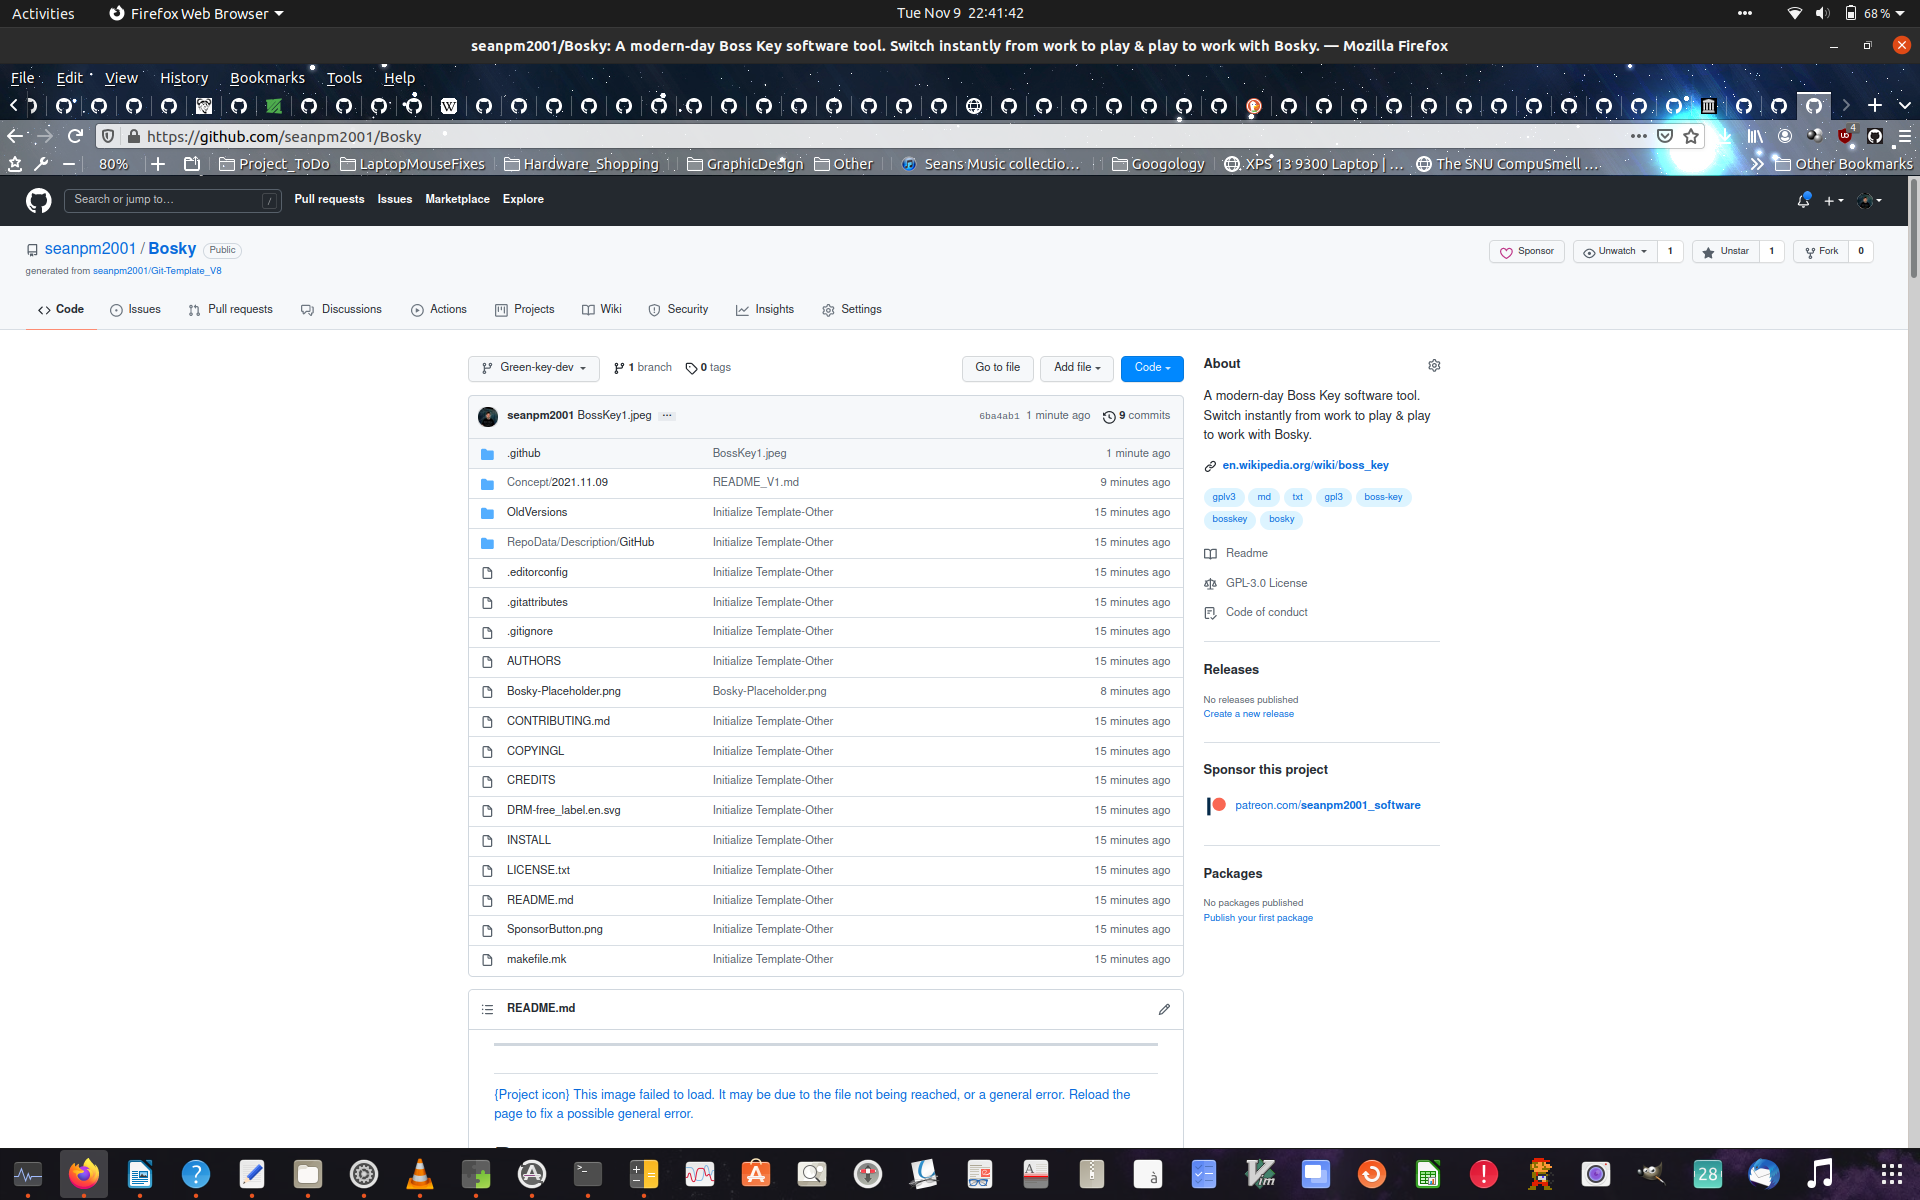 Activities Firefox Web Browser Tue Nov 9 22:41:42 68 %
seanpm2001/Bosky: A modern-day Boss Key software tool. Switch instantly from work to play & play to work with Bosky. — Mozilla Firefox
File Edit View History Bookmarks Tools Help
https://github.com/seanpm2001/Bosky
80% Project_ToDo LaptopMouseFixes Hardware_Shopping GraphicDesign Other Seans Music collectio… Googology XPS 13 9300 Laptop | … The SNU CompuSmell … Other Bookmarks
Search or jump to… / Pull requests Issues Marketplace Explore
seanpm2001 / Bosky Public Sponsor Unwatch 1 Unstar 1 Fork 0
generated from seanpm2001/Git-Template_V8
Code Issues Pull requests Discussions Actions Projects Wiki Security Insights Settings
Green-key-dev 1 branch 0 tags Go to file Add file Code
seanpm2001 BossKey1.jpeg ... 6ba4ab1 1 minute ago 9 commits
.github BossKey1.jpeg 1 minute ago
Concept/2021.11.09 README_V1.md 9 minutes ago
OldVersions Initialize Template-Other 15 minutes ago
RepoData/Description/GitHub Initialize Template-Other 15 minutes ago
.editorconfig Initialize Template-Other 15 minutes ago
.gitattributes Initialize Template-Other 15 minutes ago
.gitignore Initialize Template-Other 15 minutes ago
AUTHORS Initialize Template-Other 15 minutes ago
Bosky-Placeholder.png Bosky-Placeholder.png 8 minutes ago
CONTRIBUTING.md Initialize Template-Other 15 minutes ago
COPYINGL Initialize Template-Other 15 minutes ago
CREDITS Initialize Template-Other 15 minutes ago
DRM-free_label.en.svg Initialize Template-Other 15 minutes ago
INSTALL Initialize Template-Other 15 minutes ago
LICENSE.txt Initialize Template-Other 15 minutes ago
README.md Initialize Template-Other 15 minutes ago
SponsorButton.png Initialize Template-Other 15 minutes ago
makefile.mk Initialize Template-Other 15 minutes ago
README.md
{Project icon} This image failed to load. It may be due to the file not being reached, or a general error. Reload the
page to fix a possible general error.
About
A modern-day Boss Key software tool.
Switch instantly from work to play & play
to work with Bosky.
en.wikipedia.org/wiki/boss_key
gplv3 md txt gpl3 boss-key
bosskey bosky
Readme
GPL-3.0 License
Code of conduct
Releases
No releases published
Create a new release
Sponsor this project
patreon.com/seanpm2001_software
Packages
No packages published
Publish your first package
28